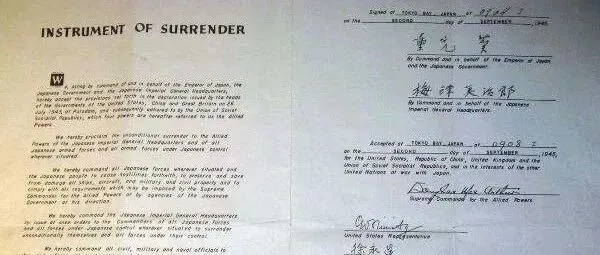 INSTRUMENT OF SURRENDER
We, acting by command of and in behalf of the Emperor of Japan, the
Japanese Government and the Japanese Imperial General Headquarters,
hereby accept the provisions set forth in the declaration issued by the heads
of the Governments of the United States, China and Great Britain on 26
July 1945, at Potsdam, and subsequently adhered to by the Union of Soviet
Socialist Republics, which four powers are hereafter referred to as the Allied
Powers.
We hereby proclaim the unconditional surrender to the Allied
Powers of the Japanese Imperial General Headquarters and of all
Japanese armed forces and all armed forces under Japanese control
wherever situated.
We hereby command all Japanese forces wherever situated and
the Japanese people to cease hostilities forthwith, to preserve and save
from damage all ships, aircraft, and military and civil property and to
comply with all requirements which may be imposed by the Supreme
Commander for the Allied Powers or by agencies of the Japanese
Government at his direction.
We hereby command the Japanese Imperial General Headquarters
to issue at once orders to the Commanders of all Japanese forces
and all forces under Japanese control wherever situated to surrender
unconditionally themselves and all forces under their control.
We hereby command all civil, military and naval officials to
Signed at TOKYO BAY, JAPAN at 0904 I
on the SECOND day of SEPTEMBER, 1945.
重光葵
By Command and in behalf of the Emperor of Japan
and the Japanese Government.
梅津美治郎
By Command and in behalf of the Japanese
Imperial General Headquarters.
Accepted at TOKYO BAY, JAPAN at 0908 I
on the SECOND day of SEPTEMBER, 1945,
for the United States, Republic of China, United Kingdom and the
Union of Soviet Socialist Republics, and in the interests of the other
United Nations at war with Japan.
Douglas MacArthur
Supreme Commander for the Allied Powers.
C.W. Nimitz
United States Representative
徐永昌